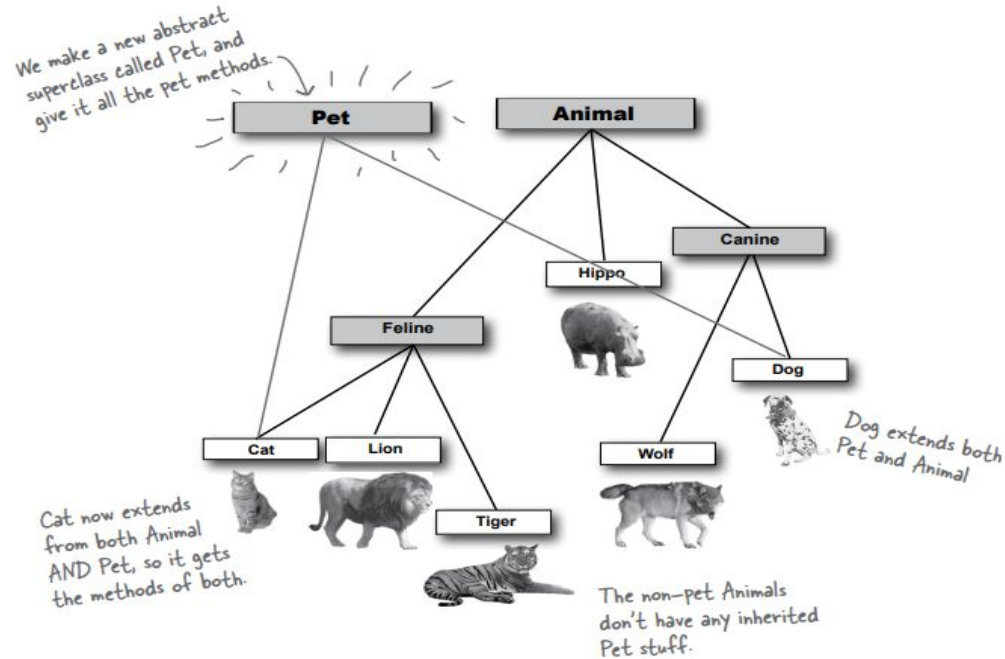 We make a new abstract
superclass called Pet, and
give it all the pet methods.
Pet
Animal
Canine
Hippo
Feline
Dog
Dog extends both
Pet and Animal
Cat
Lion
Wolf
Tiger
Cat now extends
from both Animal
AND Pet, so it gets
the methods of both.
The non-pet Animals
don't have any inherited
Pet stuff.